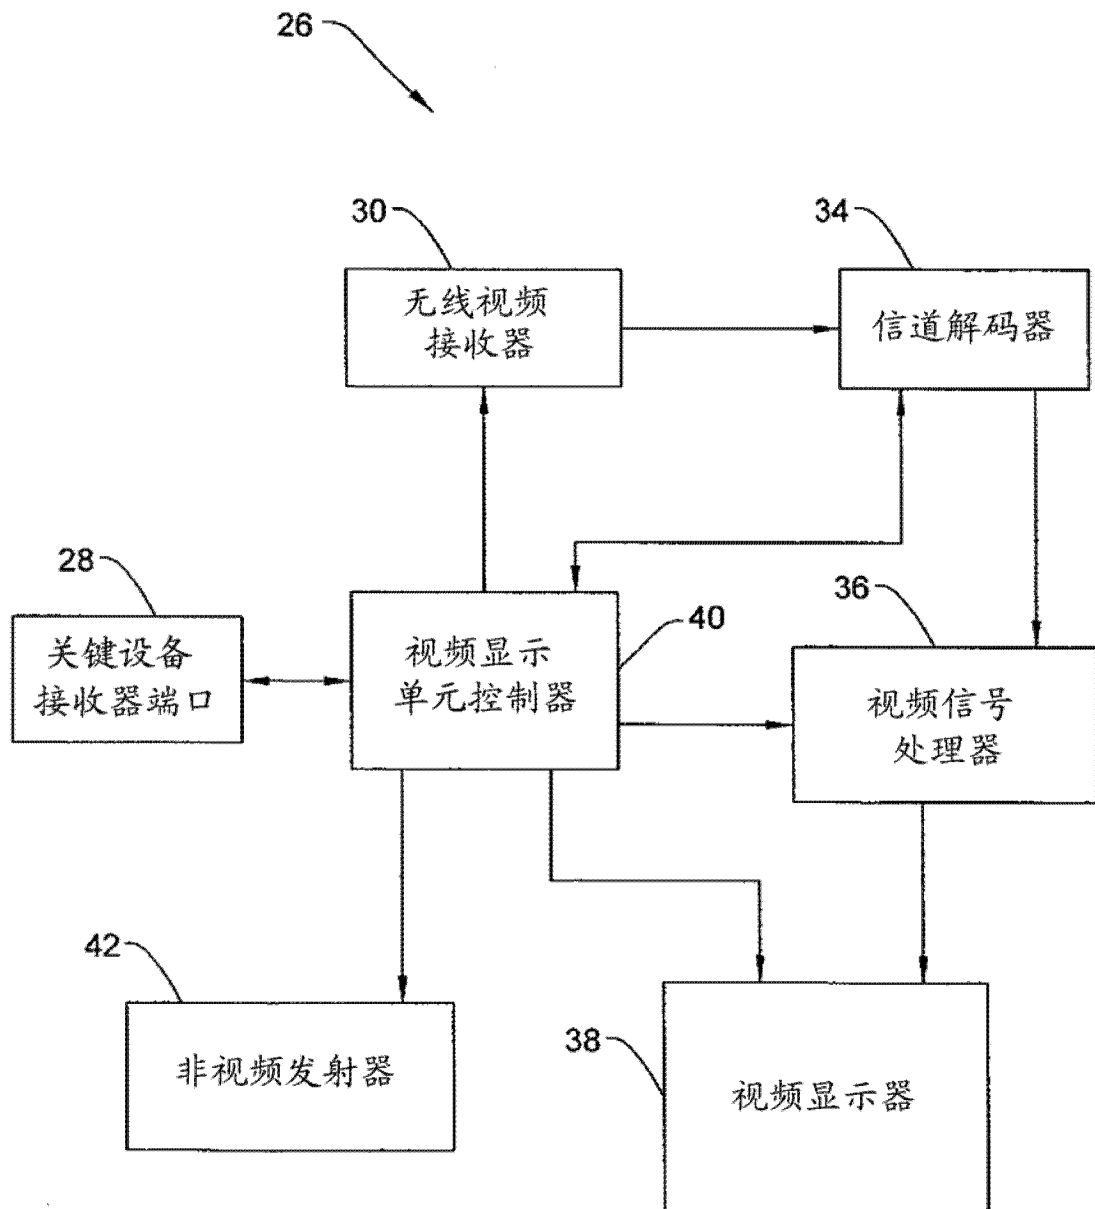 26
30
34
无线视频
接收器
信道解码器
28
36
40
关键设备
接收器端口
视频显示
单元控制器
视频信号
处理器
42
38
非视频发射器
视频显示器